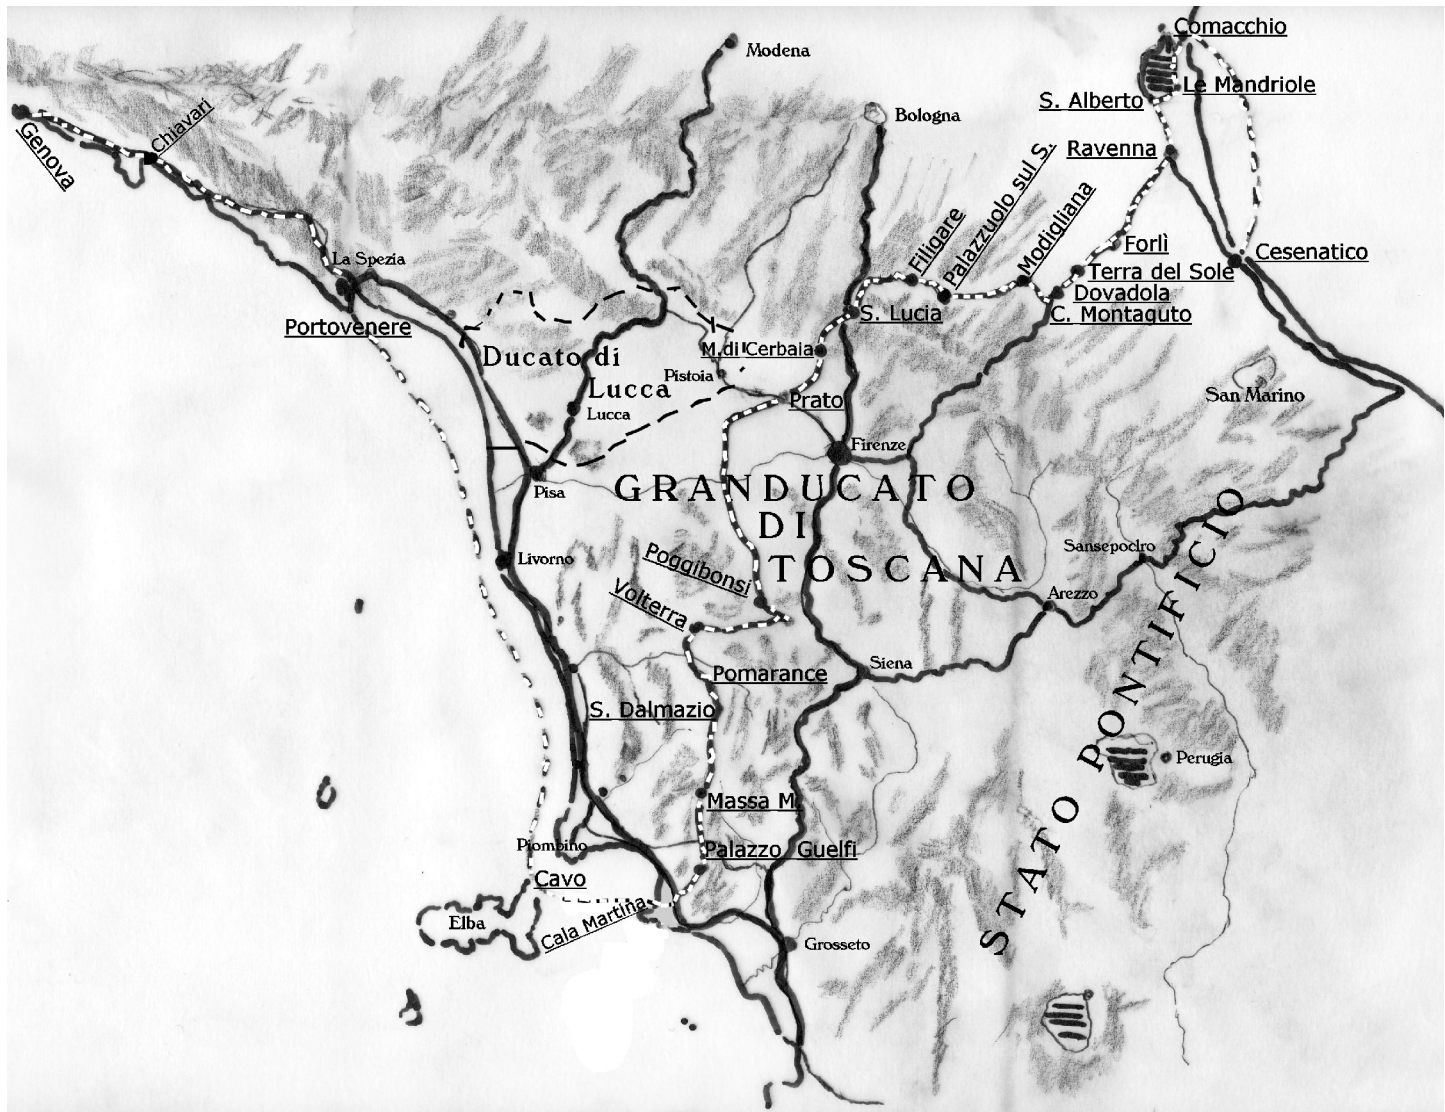 Comacchio
Modena
Le Mandriole
S. Alberto
Bologna
Chiavari
Genova
Ravenna
Palazzuolo sul S.
Modigliana
Filigare
Forlì
Cesenatico
La Spezia
Terra del Sole
Dovadola
C. Montaguto
S. Lucia
Portovenere
M.di Cerbaia
Ducato di
Lucca
Pistoia
Prato
San Marino
Lucca
Firenze
Pisa
GRANDUCATO
DI
TOSCANA
Livorno
Poggibonsi
Volterra
Sansepoclro
Arezzo
Siena
Pomarance
S. Dalmazio
STATO PONTIFICIO
Perugia
Massa M.
Piombino
Palazzo Guelfi
Cavo
Elba
Cala Martina
Grosseto